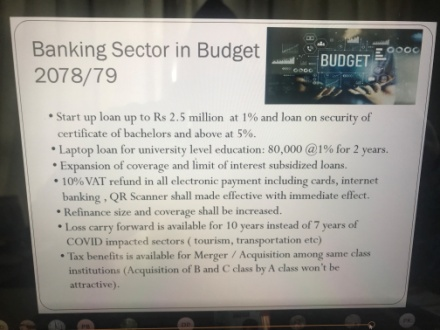 Banking Sector in Budget
2078/79
BUDGET
• Start up loan up to Rs 2.5 million at 1% and loan on security of
certificate of bachelors and above at 5%.
• Laptop loan for university level education: 80,000 @1% for 2 years.
• Expansion of coverage and limit of interest subsidized loans.
• 10% VAT refund in all electronic payment including cards, internet
banking , QR Scanner shall made effective with immediate effect.
• Refinance size and coverage shall be increased.
• Loss carry forward is available for 10 years instead of 7 years of
COVID impacted sectors ( tourism, transportation etc)
• Tax benefits is available for Merger / Acquisition among same class
institutions (Acquisition of B and C class by A class won't be
attractive).